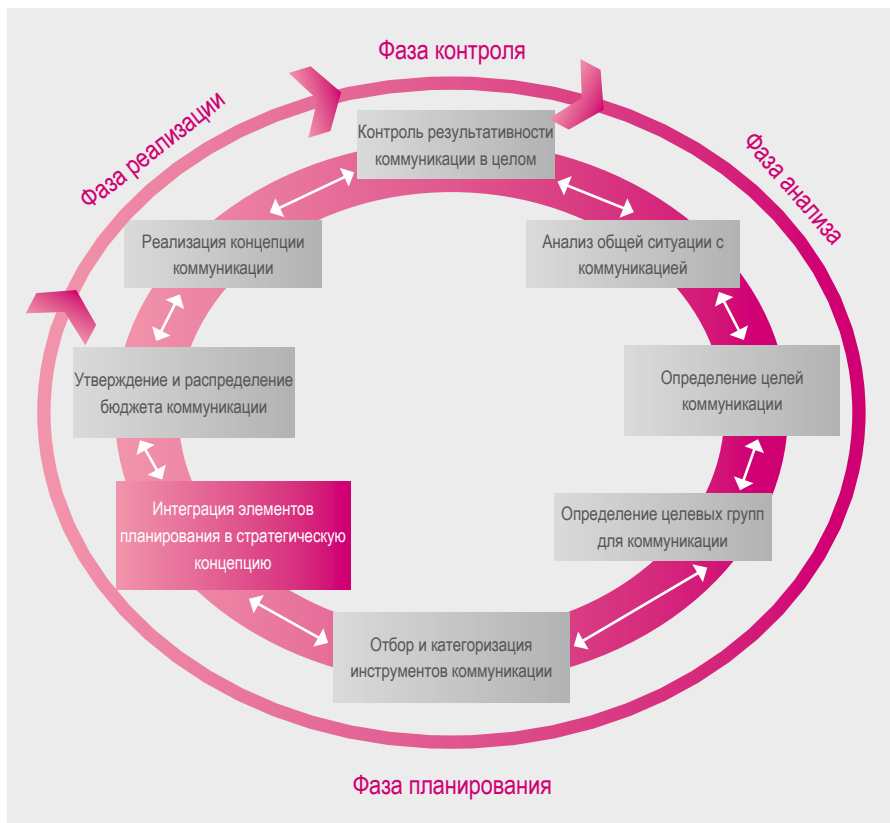 Фаза контроля
Фаза реализации
Фаза анализа
Контроль результативности
коммуникации в целом
Реализация концепции
коммуникации
Анализ общей ситуации с
коммуникацией
Утверждение и распределение
бюджета коммуникации
Определение целей
коммуникации
Интеграция элементов
планирования в стратегическую
концепцию
Определение целевых групп
для коммуникации
Отбор и категоризация
инструментов коммуникации
Фаза планирования